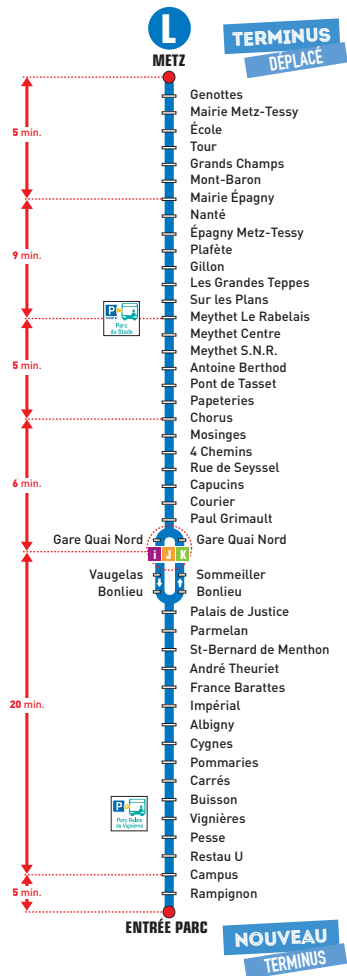 L
METZ
TERMINUS
DÉPLACÉ
Genottes
Mairie Metz-Tessy
École
5 min.
Tour
Grands Champs
Mont-Baron
Mairie Épagny
Nanté
Épagny Metz-Tessy
Plafète
9 min.
Gillon
Les Grandes Teppes
Sur les Plans
P
Parc
du Stade
Meythet Le Rabelais
Meythet Centre
Meythet S.N.R.
5 min.
Antoine Berthod
Pont de Tasset
Papeteries
Chorus
Mosinges
4 Chemins
Rue de Seyssel
6 min.
Capucins
Courier
Paul Grimault
Gare Quai Nord
Gare Quai Nord
i J K
Vaugelas
Sommeiller
Bonlieu
Bonlieu
Palais de Justice
Parmelan
St-Bernard de Menthon
André Theuriet
France Barattes
20 min.
Impérial
Albigny
Cygnes
Pommaries
Carrés
Buisson
P
Parc Relais
de Vignières
Vignières
Pesse
Restau U
Campus
5 min.
Rampignon
ENTRÉE PARC
NOUVEAU
TERMINUS